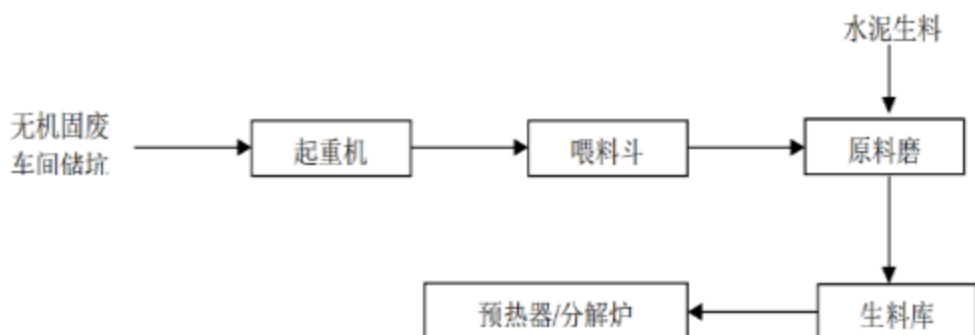 水泥生料
无机固废
车间储坑
起重机
喂料斗
原料磨
预热器/分解炉
生料库